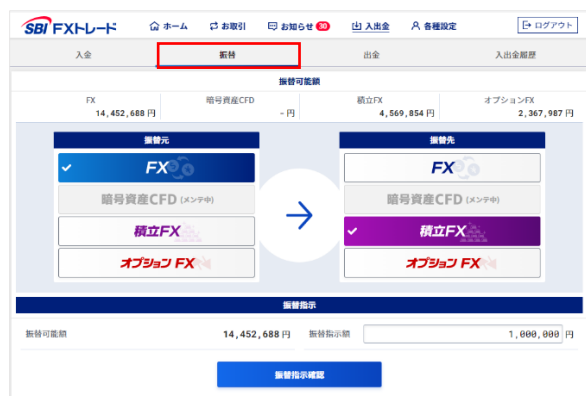 SBI FXトレード ホーム お取引 お知らせ 30 入出金 各種設定 ログアウト
入金 振替 出金 入出金履歴
振替可能額
FX 暗号資産CFD 積立FX オプションFX
14,452,688 円 - 円 4,569,854 円 2,367,987 円
振替元 振替先
FX FX
暗号資産CFD (メンテ中) 暗号資産CFD (メンテ中)
積立FX 積立FX
オプション FX オプション FX
振替指示
振替可能額 14,452,688 円 振替指示額 1,000,000 円
振替指示確認